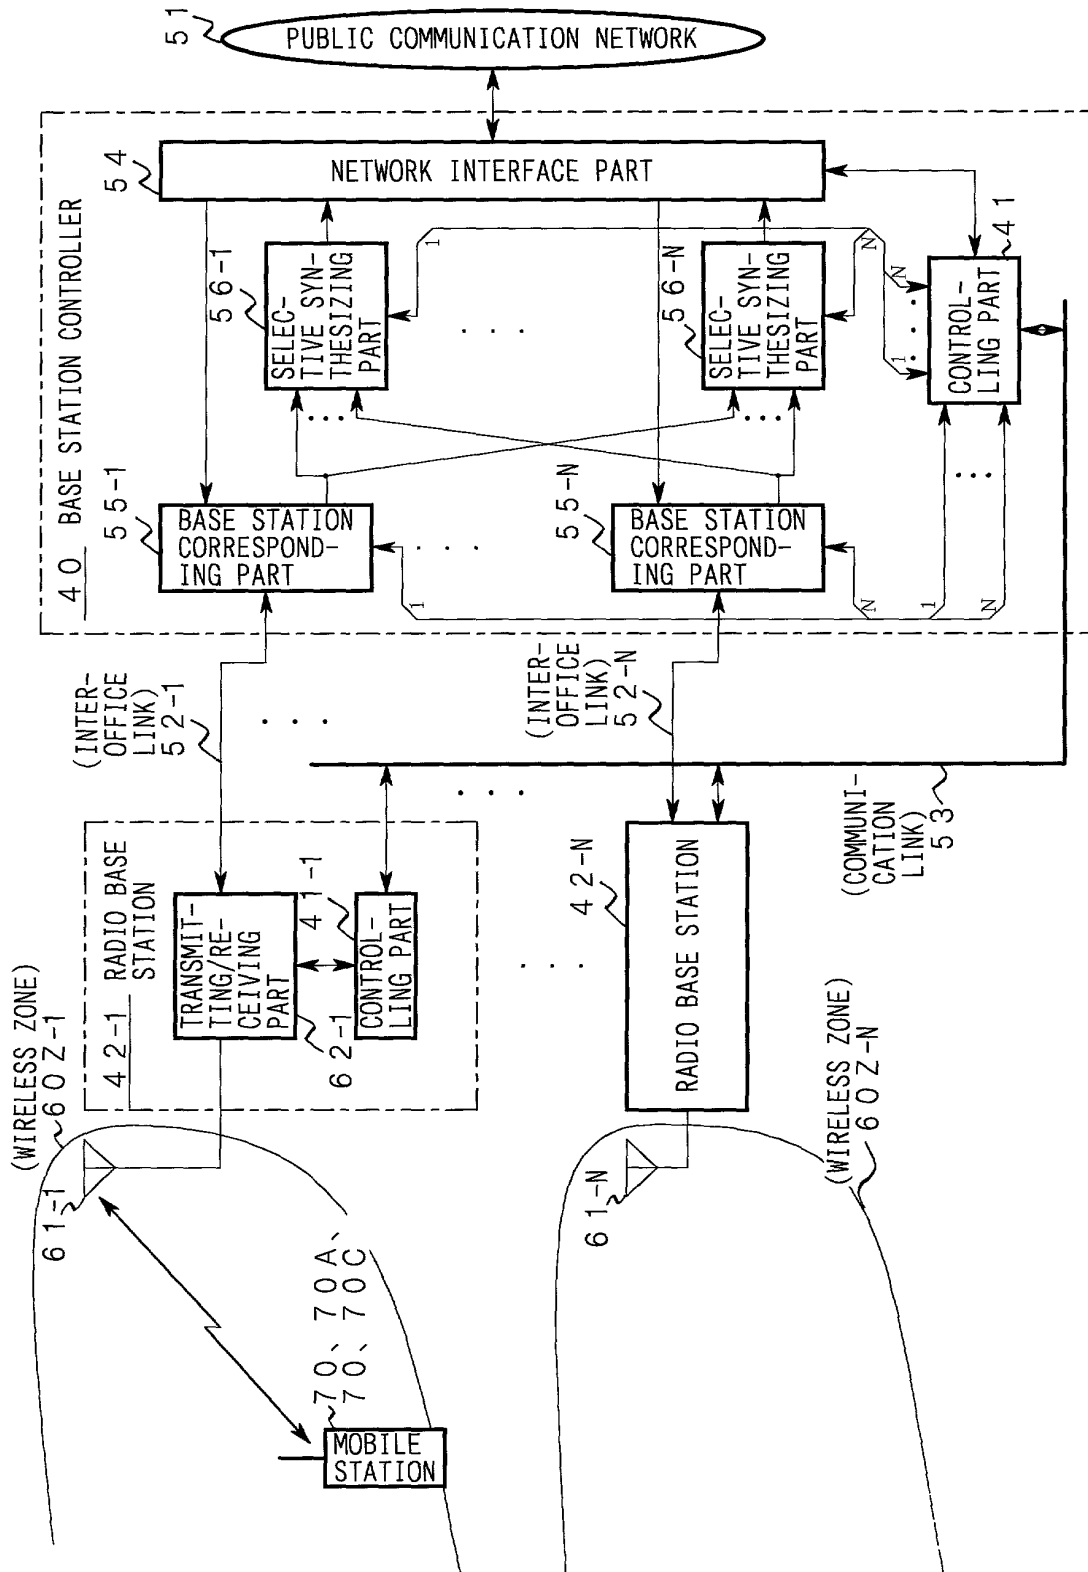 (WIRELESS ZONE)
60Z-1
61-1
42-1 RADIO BASE
STATION
TRANSMIT-
TING/RE-
CEIVING
PART
62-1
41-1
CONTROL-
LING PART
MOBILE
STATION
70、70A、
70、70C
(INTER-
OFFICE
LINK)
52-1
. . .
40 BASE STATION CONTROLLER
55-1
BASE STATION
CORRESPOND-
ING PART
56-1
SELEC-
TIVE SYN-
THESIZING
PART
54
NETWORK INTERFACE PART
51
PUBLIC COMMUNICATION NETWORK
. . .
. . .
. . .
. . .
. . .
61-N
(WIRELESS ZONE)
60Z-N
42-N
RADIO BASE STATION
(INTER-
OFFICE
LINK)
52-N
(COMMUNI-
CATION
LINK)
53
55-N
BASE STATION
CORRESPOND-
ING PART
56-N
SELEC-
TIVE SYN-
THESIZING
PART
. . .
1
N
1
N
. . .
1
N
1
. . .
N
CONTROL-
LING PART
41